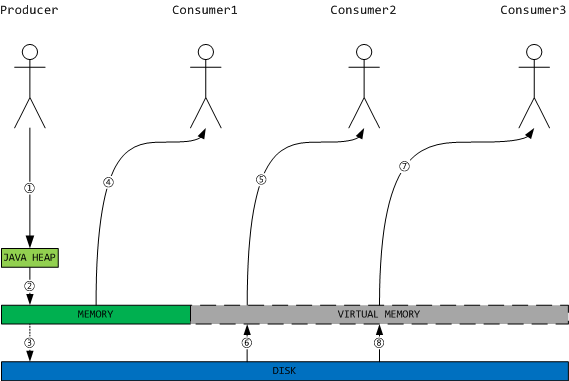 Producer Consumer1 Consumer2 Consumer3
⑦
④ ⑤
①
JAVA HEAP
②
MEMORY VIRTUAL MEMORY
③ ⑥ ⑧
DISK